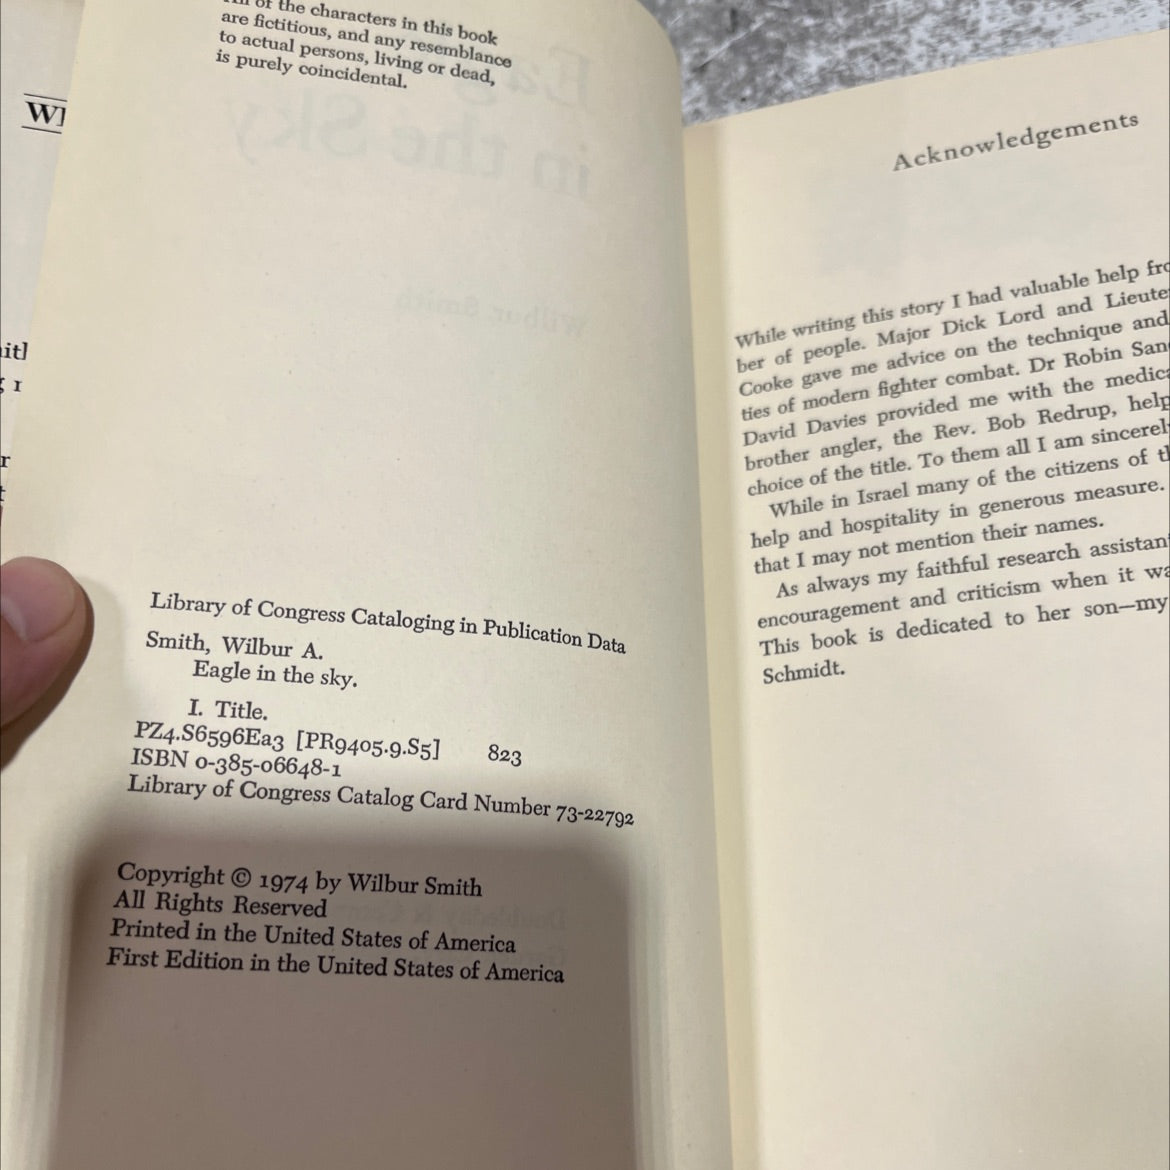 of the characters in this book
are fictitious, and any resemblance
to actual persons, living or dead,
is purely coincidental.
in the Sky
Wilbur Smith
Library of Congress Cataloging in Publication Data
Smith, Wilbur A.
Eagle in the sky.
I. Title.
PZ4.S6596Ea3 [PR9405.9.S5] 823
ISBN 0-385-06648-1
Library of Congress Catalog Card Number 73-22792
Copyright © 1974 by Wilbur Smith
All Rights Reserved
Printed in the United States of America
First Edition in the United States of America
Acknowledgements
While writing this story I had valuable help fro
ber of people. Major Dick Lord and Lieute
Cooke gave me advice on the technique and
ties of modern fighter combat. Dr Robin San
David Davies provided me with the medica
brother angler, the Rev. Bob Redrup, help
choice of the title. To them all I am sincerel
While in Israel many of the citizens of t
help and hospitality in generous measure.
that I may not mention their names.
As always my faithful research assistan
encouragement and criticism when it wa
This book is dedicated to her son—my
Schmidt.